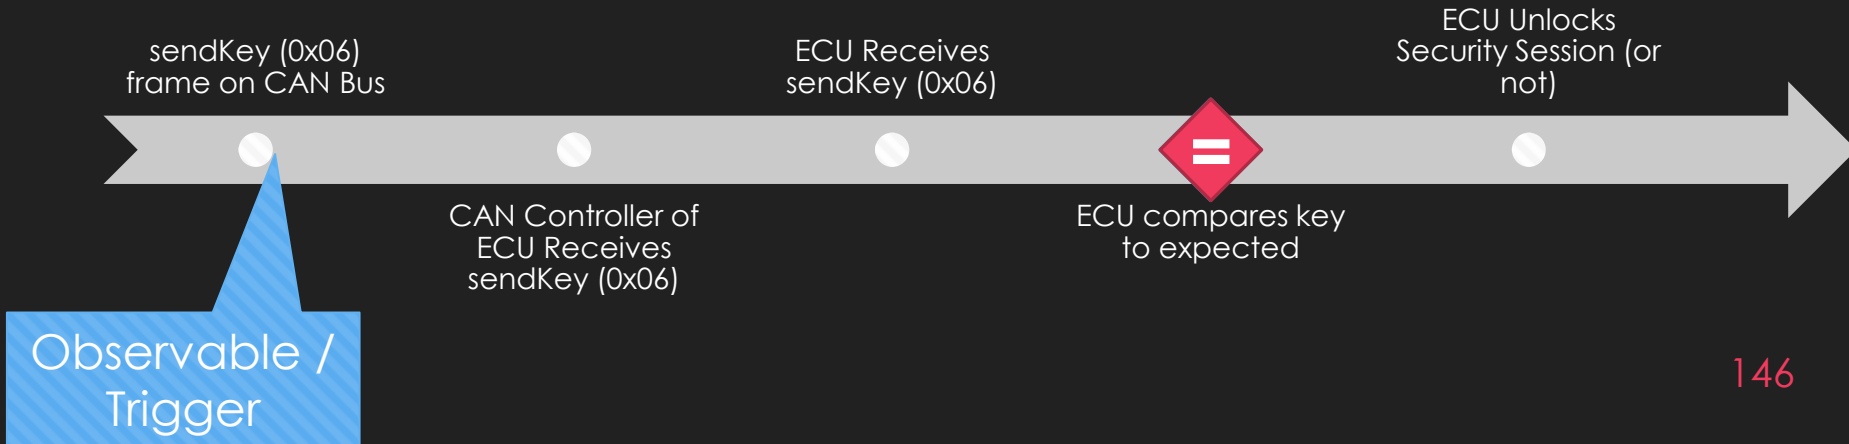 sendKey (0x06)
frame on CAN Bus
CAN Controller of
ECU Receives
sendKey (0x06)
ECU Receives
sendKey (0x06)
=
ECU compares key
to expected
ECU Unlocks
Security Session (or
not)
Observable /
Trigger
146